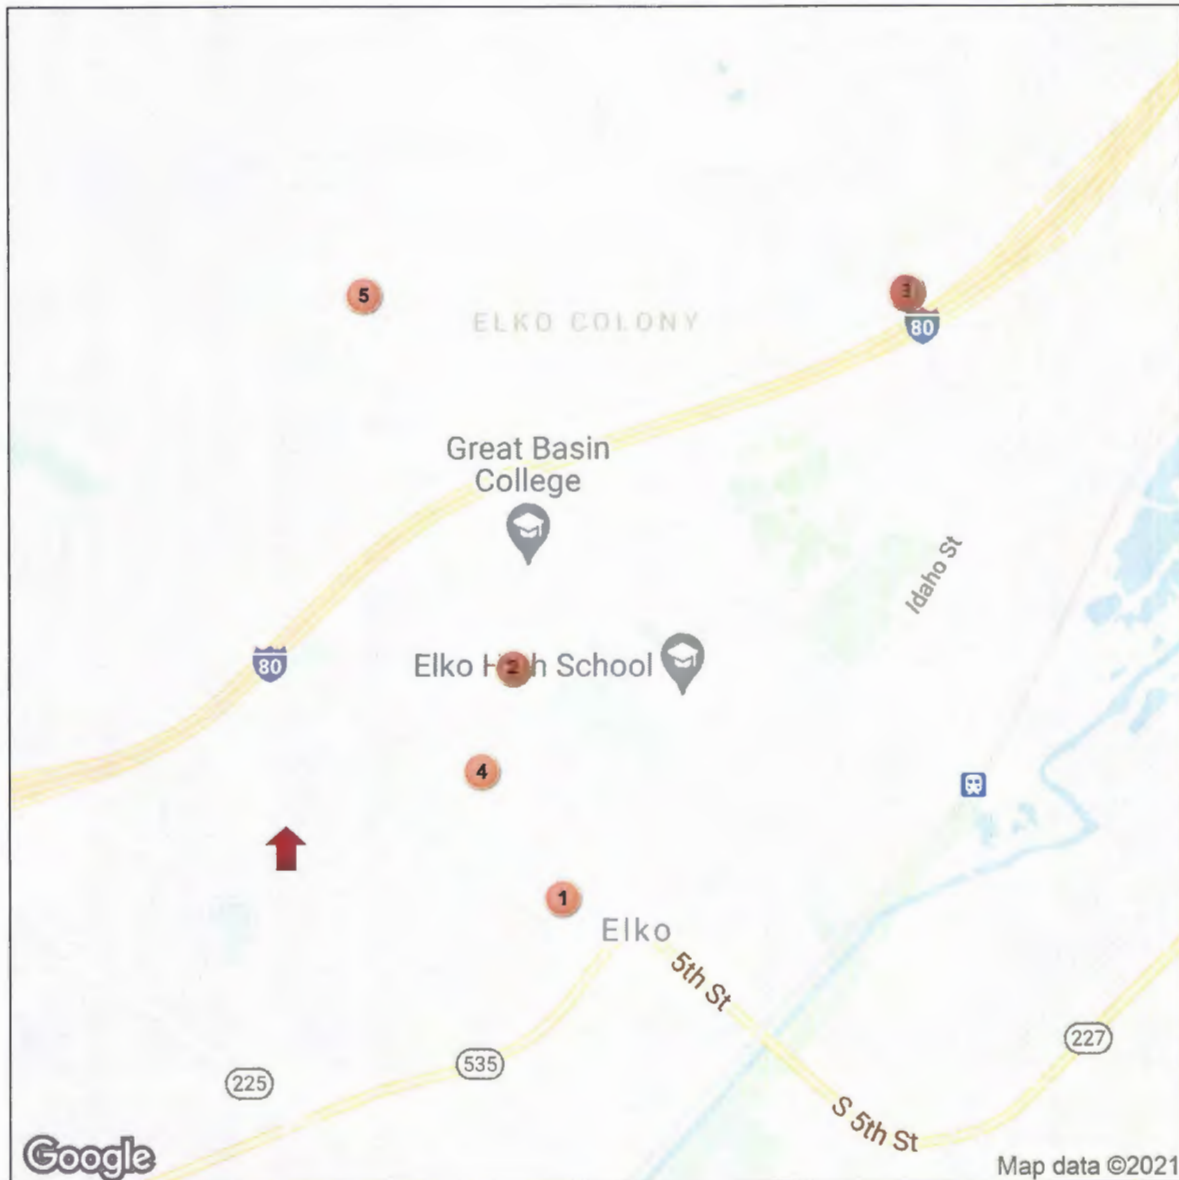 5
3
ELKO COLONY
80
Great Basin
College
Idaho St
80
Elko High School
2
4
1
Elko
5th St
535
227
225
S 5th St
Google
Map data ©2021